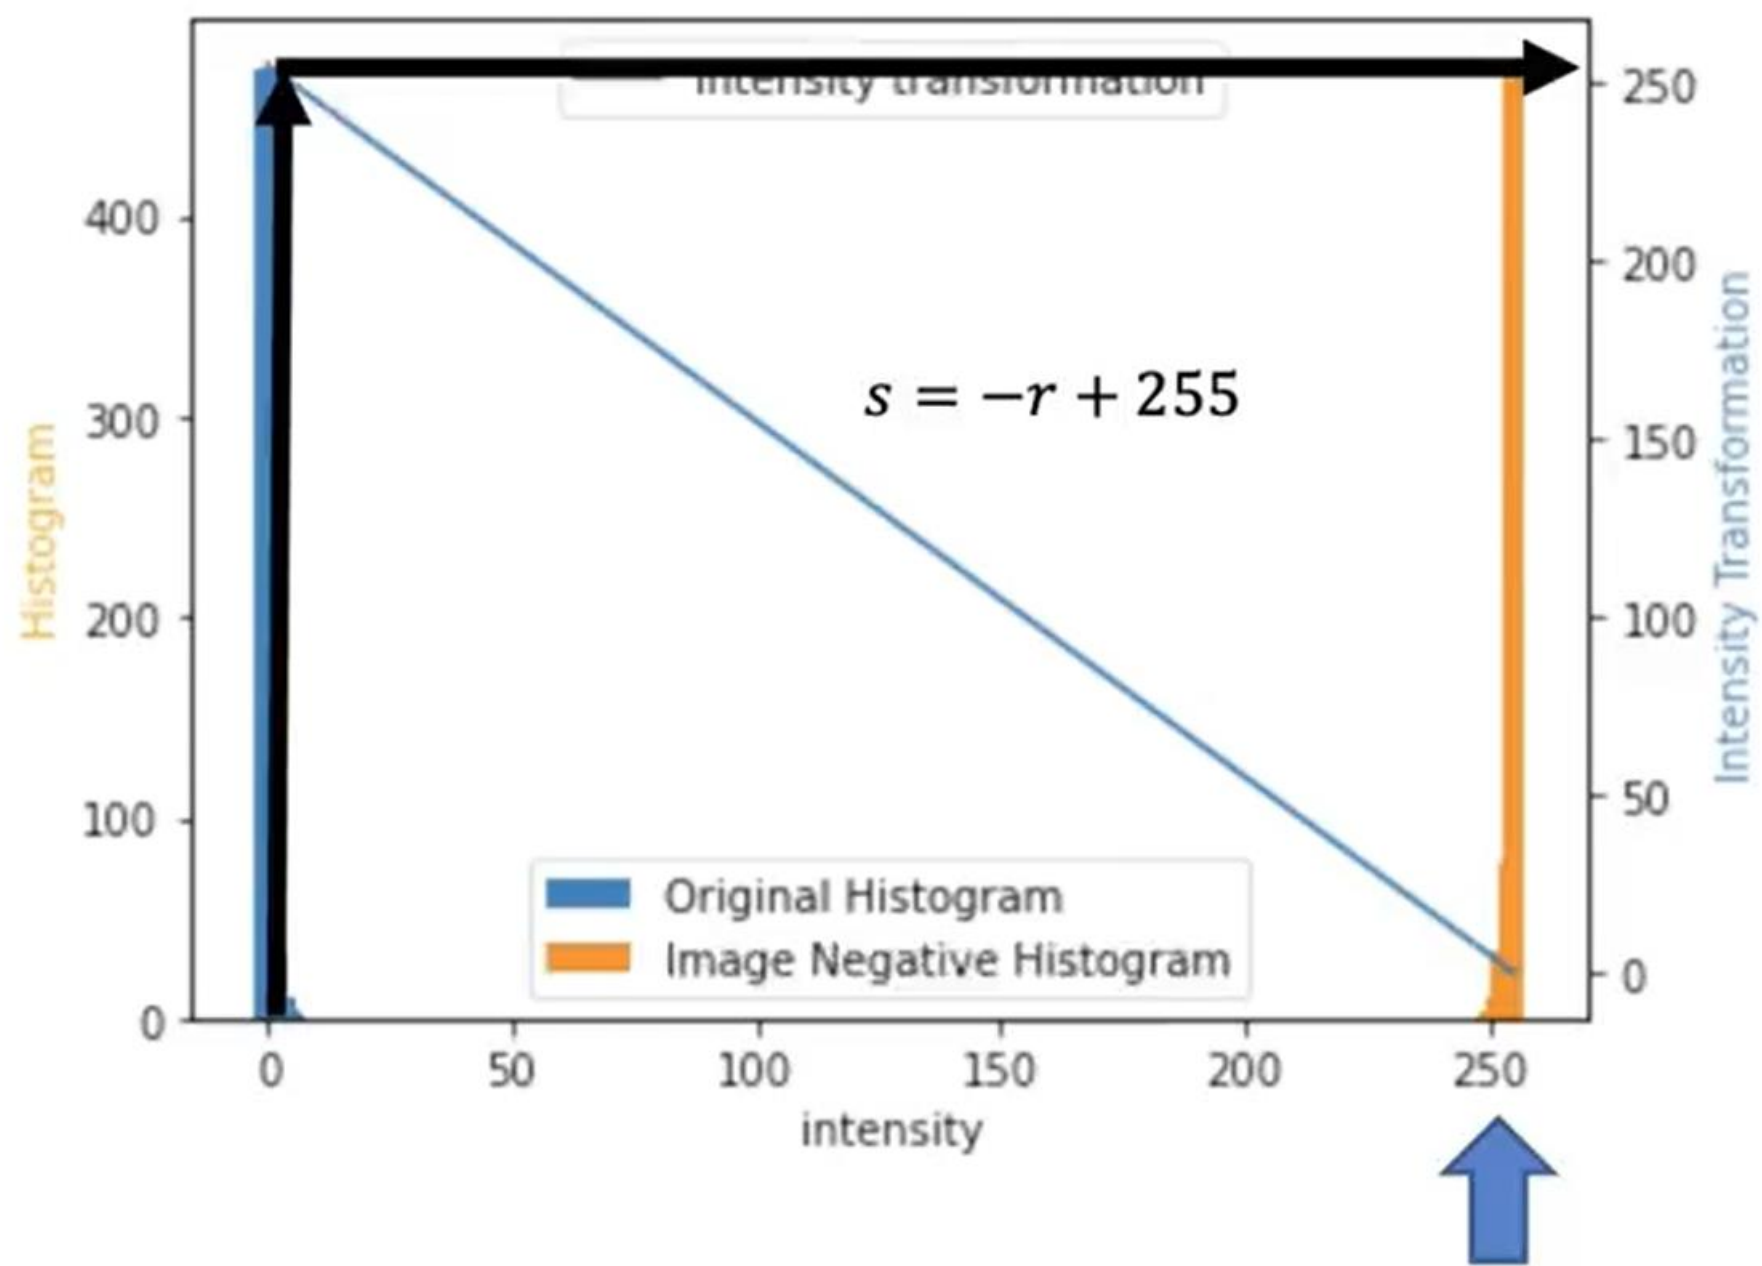 Intensity transformation
250
400
200
s = −r + 255
300
150
Histogram
Intensity Transformation
200
100
100
50
Original Histogram
Image Negative Histogram
0
0
0 50 100 150 200 250
intensity